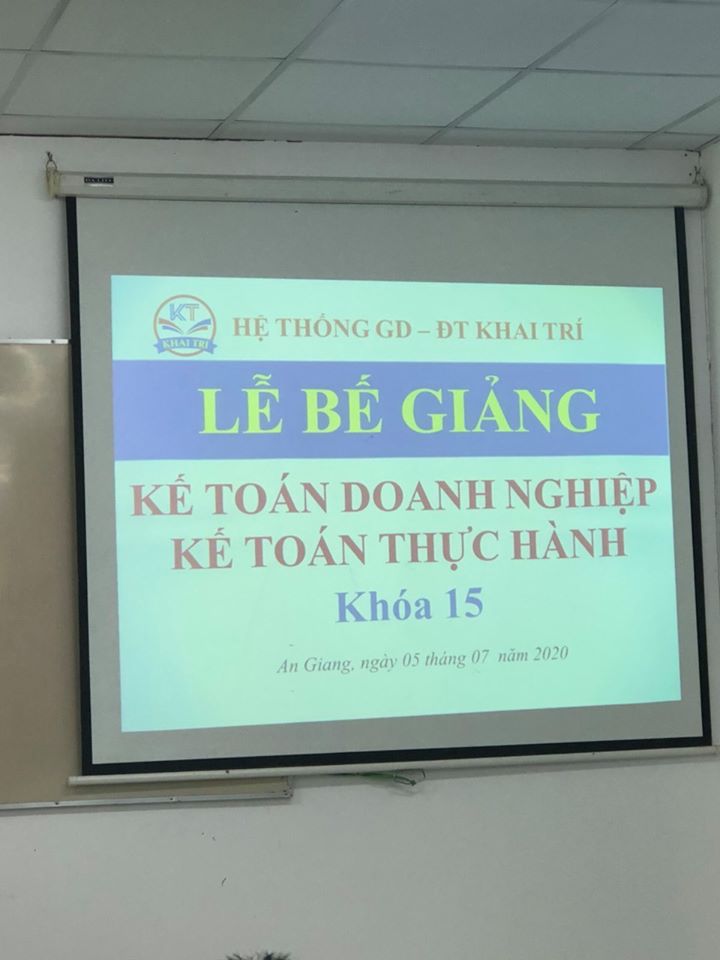 KT
KHAI TRÍ
HỆ THỐNG GD – ĐT KHAI TRÍ
LỄ BẾ GIẢNG
KẾ TOÁN DOANH NGHIỆP
KẾ TOÁN THỰC HÀNH
Khóa 15
An Giang, ngày 05 tháng 07 năm 2020